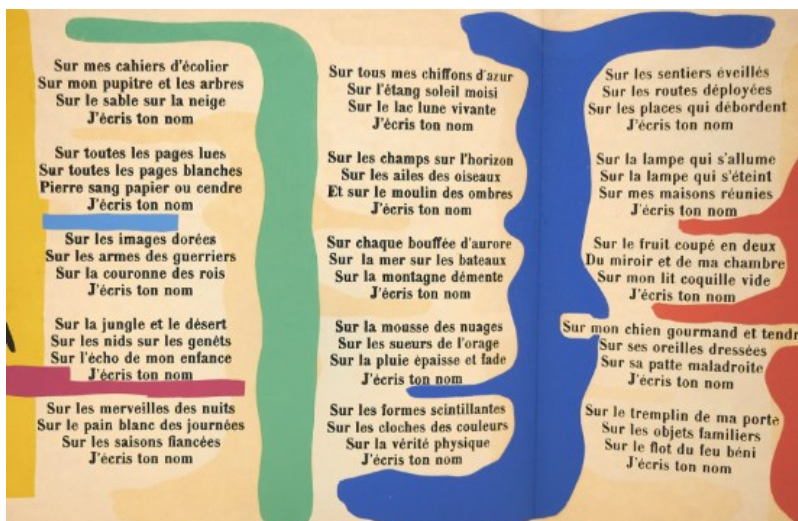 Sur mes cahiers d'écolier
Sur mon pupitre et les arbres
Sur le sable sur la neige
J'écris ton nom
Sur toutes les pages lues
Sur toutes les pages blanches
Pierre sang papier ou cendre
J'écris ton nom
Sur les images dorées
Sur les armes des guerriers
Sur la couronne des rois
J'écris ton nom
Sur la jungle et le désert
Sur les nids sur les genêts
Sur l'écho de mon enfance
J'écris ton nom
Sur les merveilles des nuits
Sur le pain blanc des journées
Sur les saisons fiancées
J'écris ton nom
Sur tous mes chiffons d'azur
Sur l'étang soleil moisi
Sur le lac lune vivante
J'écris ton nom
Sur les champs sur l'horizon
Sur les ailes des oiseaux
Et sur le moulin des ombres
J'écris ton nom
Sur chaque bouffée d'aurore
Sur la mer sur les bateaux
Sur la montagne démente
J'écris ton nom
Sur la mousse des nuages
Sur les sueurs de l'orage
Sur la pluie épaisse et fade
J'écris ton nom
Sur les formes scintillantes
Sur les cloches des couleurs
Sur la vérité physique
J'écris ton nom
Sur les sentiers éveillés
Sur les routes déployées
Sur les places qui débordent
J'écris ton nom
Sur la lampe qui s'allume
Sur la lampe qui s'éteint
Sur mes maisons réunies
J'écris ton nom
Sur le fruit coupé en deux
Du miroir et de ma chambre
Sur mon lit coquille vide
J'écris ton nom
Sur mon chien gourmand et tendr
Sur ses oreilles dressées
Sur sa patte maladroite
J'écris ton nom
Sur le tremplin de ma porte
Sur les objets familiers
Sur le flot du feu béni
J'écris ton nom